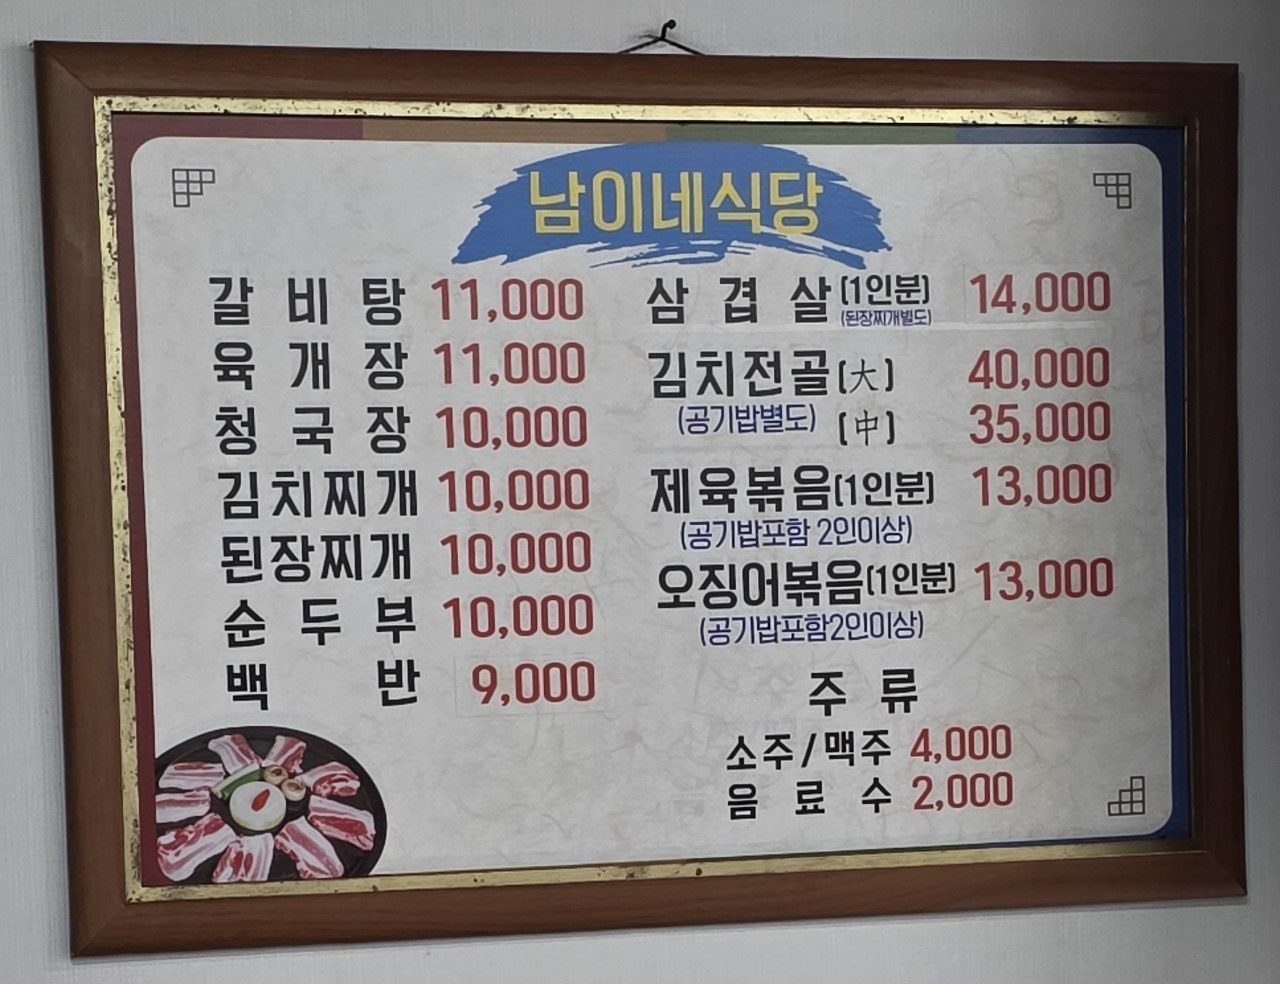 남이네식당
갈비탕 11,000
육개장 11,000
청국장 10,000
김치찌개 10,000
된장찌개 10,000
순두부 10,000
백반 9,000
삼겹살(1인분) 14,000
(된장찌개별도)
김치전골(大) 40,000
(공기밥별도) (中) 35,000
제육볶음(1인분) 13,000
(공기밥포함 2인이상)
오징어볶음(1인분) 13,000
(공기밥포함2인이상)
주류
소주/맥주 4,000
음료수 2,000